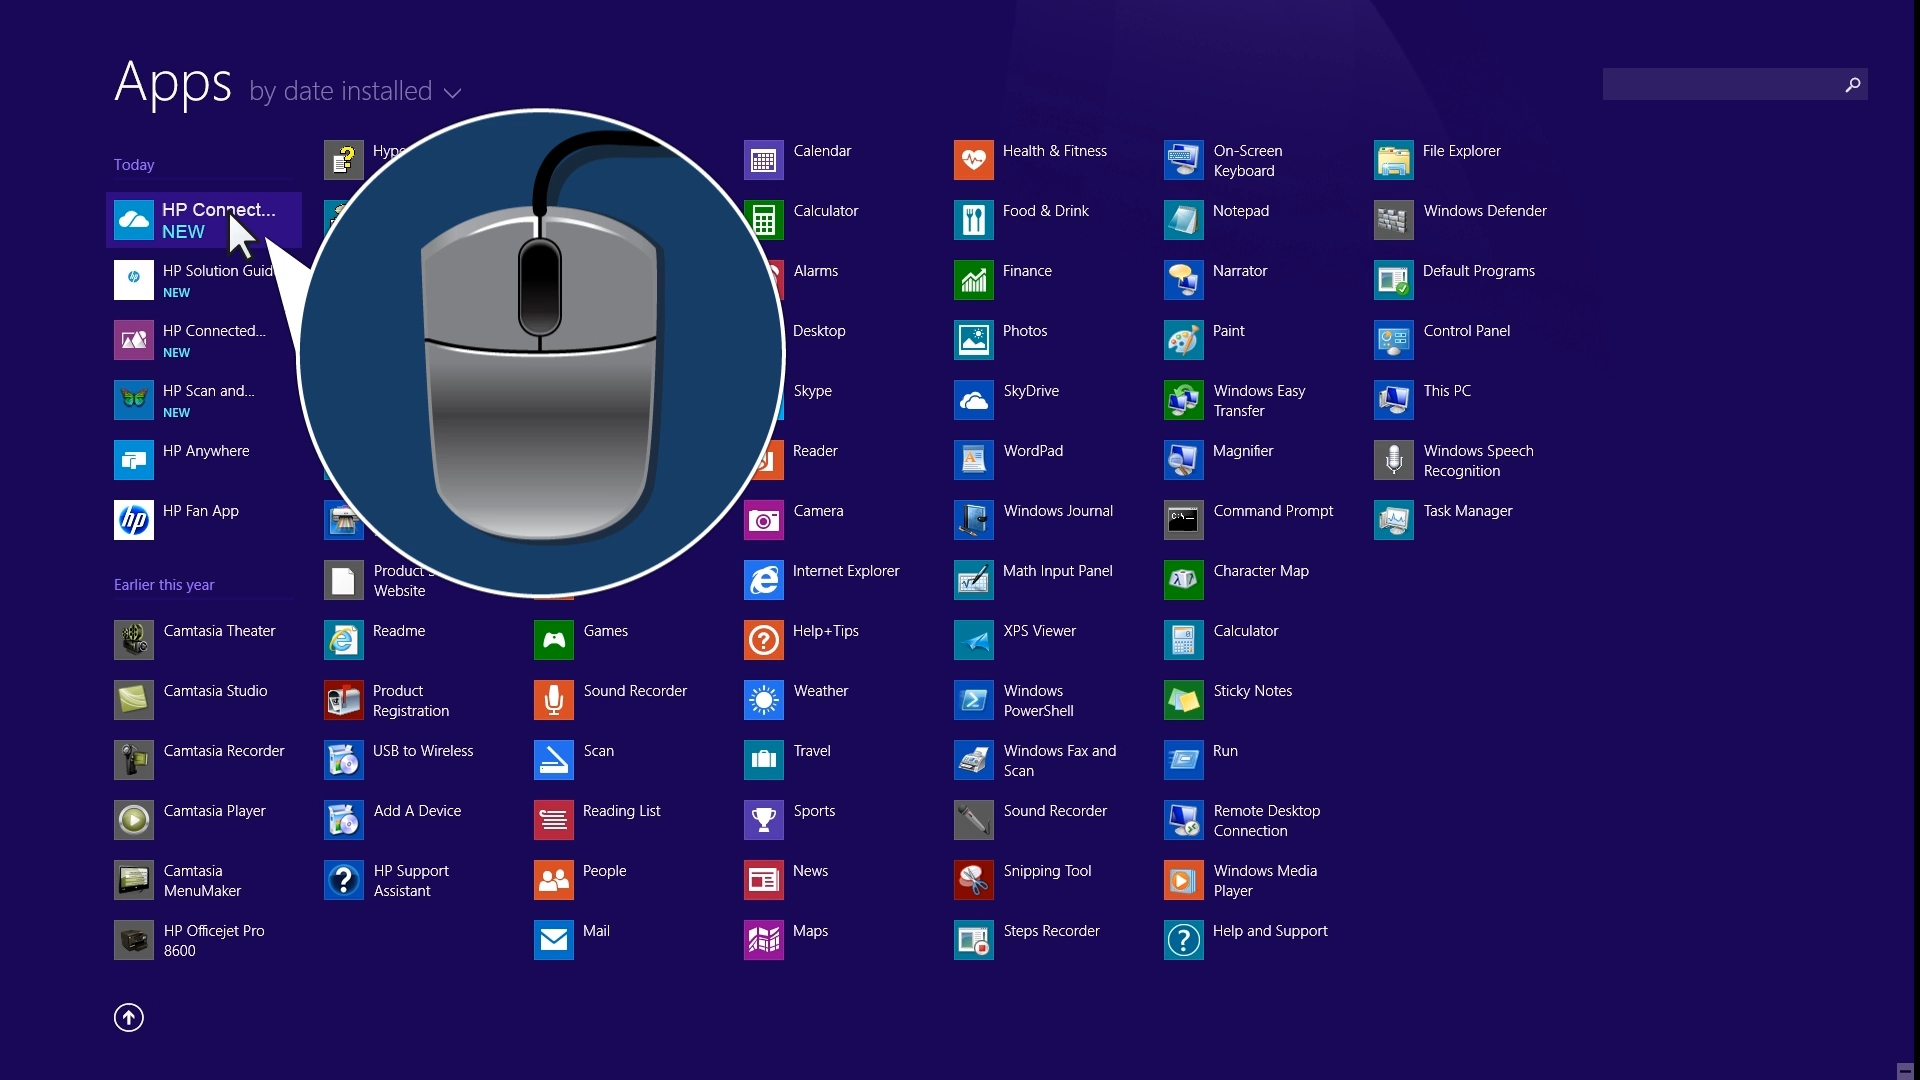 Apps by date installed
Today
HP Connect...
NEW
HP Solution Guid
NEW
HP Connected...
NEW
HP Scan and...
NEW
HP Anywhere
HP Fan App
Earlier this year
Camtasia Theater
Camtasia Studio
Camtasia Recorder
Camtasia Player
Camtasia
MenuMaker
HP Officejet Pro
8600
Product
Website
Readme
Product
Registration
USB to Wireless
Add A Device
HP Support
Assistant
Games
Sound Recorder
Scan
Reading List
People
Mail
Calendar
Calculator
Alarms
Desktop
Skype
Reader
Camera
Internet Explorer
Help+Tips
Weather
Travel
Sports
News
Maps
Health & Fitness
Food & Drink
Finance
Photos
SkyDrive
WordPad
Windows Journal
Math Input Panel
XPS Viewer
Windows
PowerShell
Windows Fax and
Scan
Sound Recorder
Snipping Tool
Steps Recorder
On-Screen
Keyboard
Notepad
Narrator
Paint
Windows Easy
Transfer
Magnifier
Command Prompt
Character Map
Calculator
Sticky Notes
Run
Remote Desktop
Connection
Windows Media
Player
Help and Support
File Explorer
Windows Defender
Default Programs
Control Panel
This PC
Windows Speech
Recognition
Task Manager